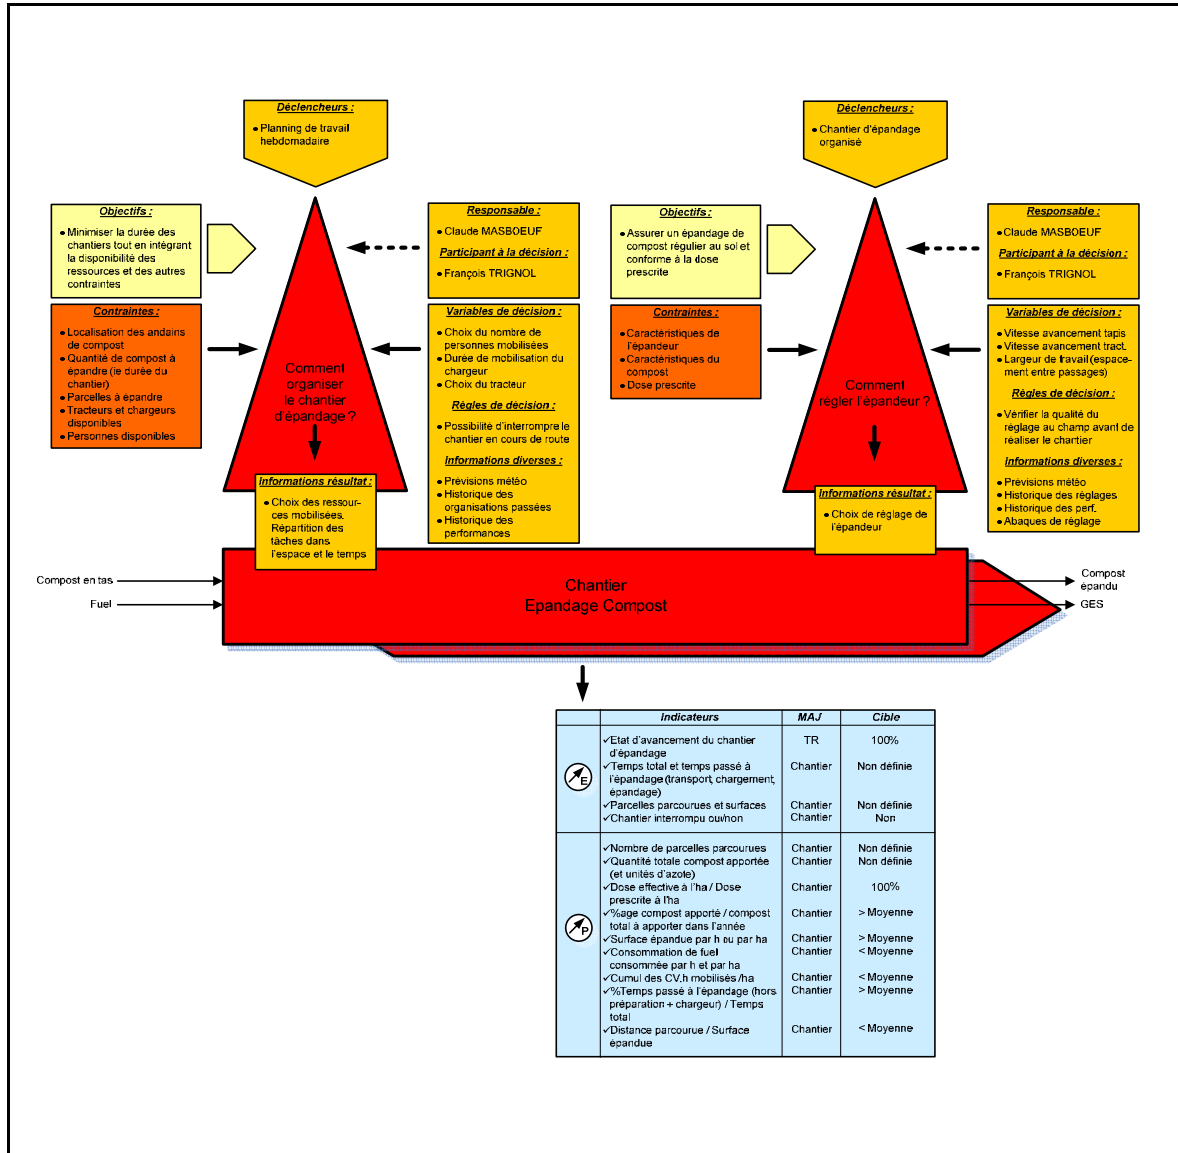 Déclencheurs :
• Planning de travail
hebdomadaire
Objectifs :
• Minimiser la durée des
chantiers tout en intégrant
la disponibilité des
ressources et des autres
contraintes
Contraintes :
• Localisation des andains
de compost
• Quantité de compost à
épandre (ie durée du
chantier)
• Parcelles à épandre
• Tracteurs et chargeurs
disponibles
• Personnes disponibles
Responsable :
• Claude MASBOEUF
Participant à la décision :
• François TRIGNOL
Variables de décision :
• Choix du nombre de
personnes mobilisées
• Durée de mobilisation du
chargeur
• Choix du tracteur
Règles de décision :
• Possibilité d'interrompre le
chantier en cours de route
Informations diverses :
• Prévisions météo
• Historique des
organisations passées
• Historique des
performances
Comment
organiser
le chantier
d'épandage ?
Informations résultat :
• Choix des ressour-
ces mobilisées.
Répartition des
tâches dans
l'espace et le temps
Déclencheurs :
• Chantier d'épandage
organisé
Objectifs :
• Assurer un épandage de
compost régulier au sol et
conforme à la dose
prescrite
Contraintes :
• Caractéristiques de
l'épandeur
• Caractéristiques du
compost
• Dose prescrite
Responsable :
• Claude MASBOEUF
Participant à la décision :
• François TRIGNOL
Variables de décision :
• Vitesse avancement tapis
• Vitesse avancement tract.
• Largeur de travail (espace-
ment entre passages)
Règles de décision :
• Vérifier la qualité du
réglage au champ avant de
réaliser le chartier
Informations diverses :
• Prévisions météo
• Historique des réglages
• Historique des perf.
• Abaques de réglage
Comment
régler l'épandeur ?
Informations résultat :
• Choix de réglage de
l'épandeur
Compost en tas
Fuel
Chantier
Epandage Compost
Compost
épandu
GES
Indicateurs MAJ Cible
E
✓Etat d'avancement du chantier TR 100%
d'épandage
✓Temps total et temps passé à Chantier Non définie
l'épandage (transport, chargement,
épandage)
✓Parcelles parcourues et surfaces Chantier Non définie
✓Chantier interrompu ou/non Chantier Non
P
✓Nombre de parcelles parcourues Chantier Non définie
✓Quantité totale compost apportée Chantier Non définie
(et unités d'azote)
✓Dose effective à l'ha / Dose Chantier 100%
prescrite à l'ha
✓%age compost apporté / compost Chantier > Moyenne
total à apporter dans l'année
✓Surface épandue par h ou par ha Chantier > Moyenne
✓Consommation de fuel Chantier < Moyenne
consommée par h et par ha
✓Cumul des CV.h mobilisés /ha Chantier < Moyenne
✓%Temps passé à l'épandage (hors Chantier > Moyenne
préparation + chargeur) / Temps
total
✓Distance parcourue / Surface Chantier < Moyenne
épandue